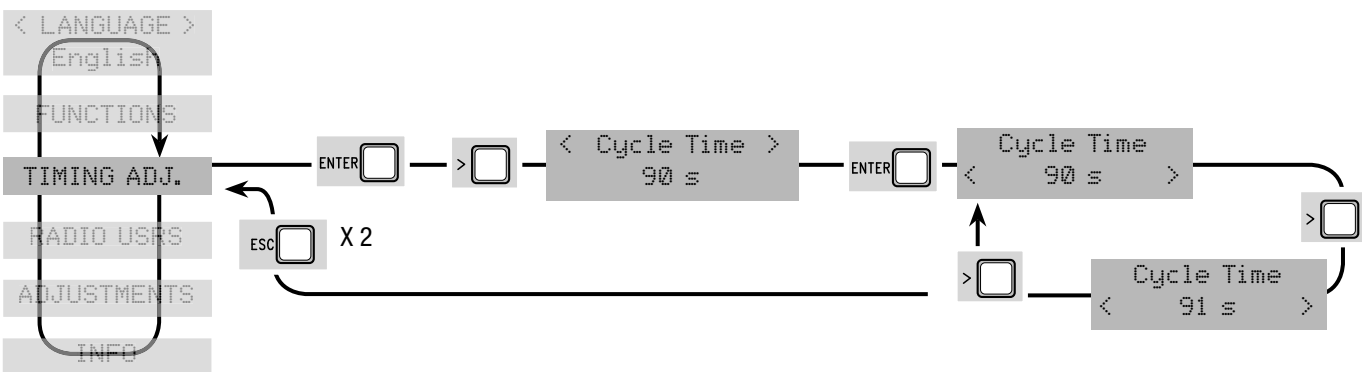 < LANGUAGE >
English
FUNCTIONS
TIMING ADJ.
RADIO USRS
ADJUSTMENTS
INFO
ENTER
>
< Cycle Time >
90 s
ENTER
Cycle Time
< 90 s >
>
Cycle Time
< 91 s >
>
ESC
X 2